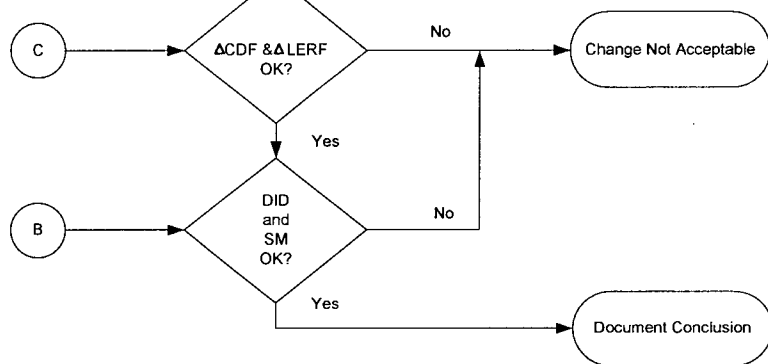 No
C
ΔCDF &Δ LERF
OK?
Change Not Acceptable
Yes
DID
and
SM
OK?
No
B
Yes
Document Conclusion